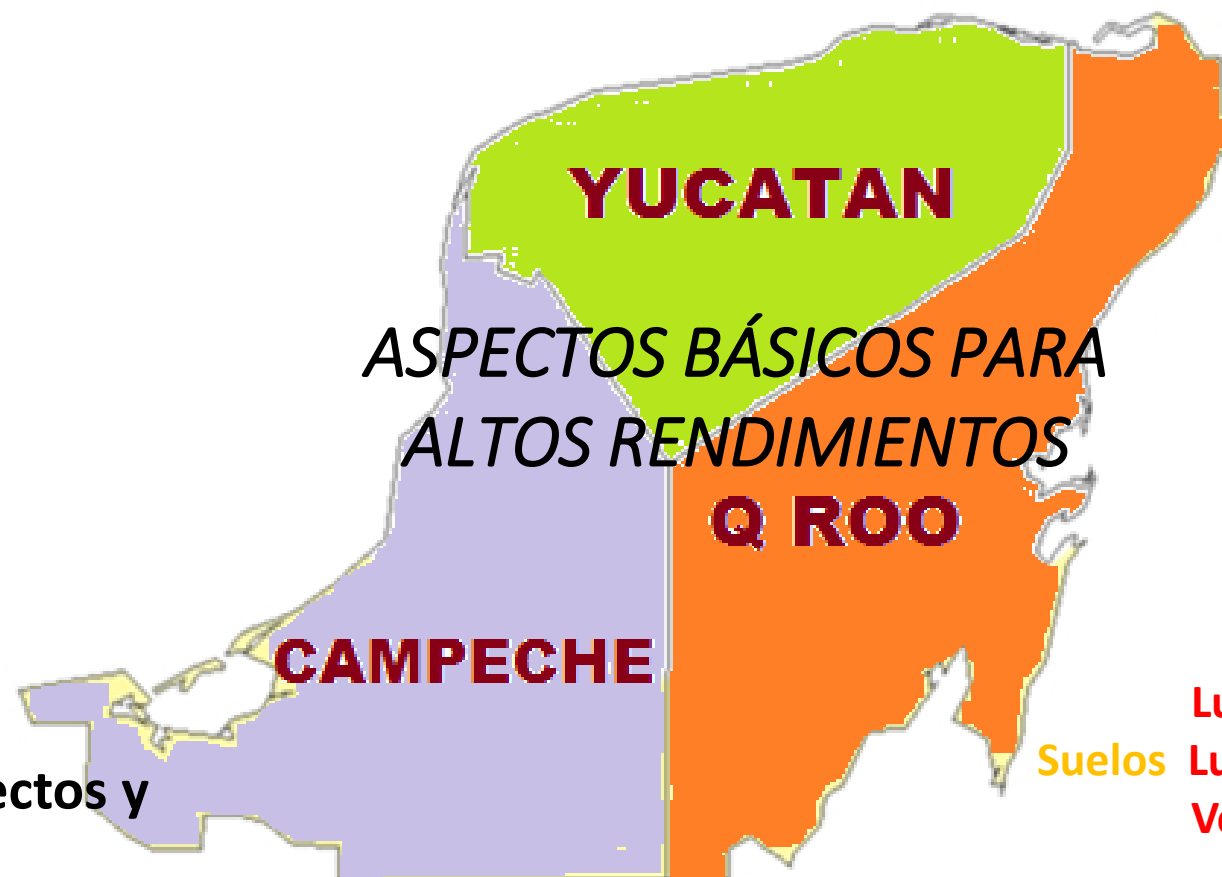 YUCATAN
ASPECTOS BÁSICOS PARA
ALTOS RENDIMIENTOS
Q ROO
CAMPECHE
Suelos
y